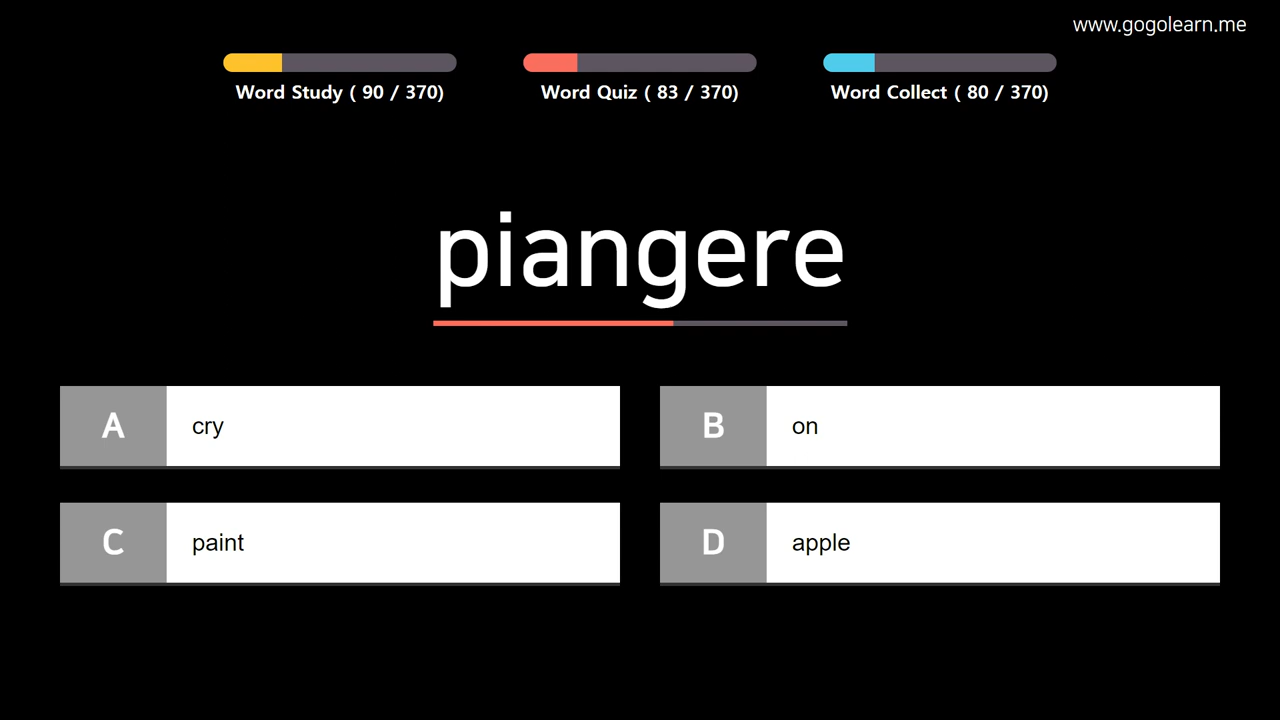 www.gogolearn.me
Word Study ( 90 / 370)
Word Quiz ( 83 / 370)
Word Collect ( 80 / 370)
piangere
A cry
B on
C paint
D apple